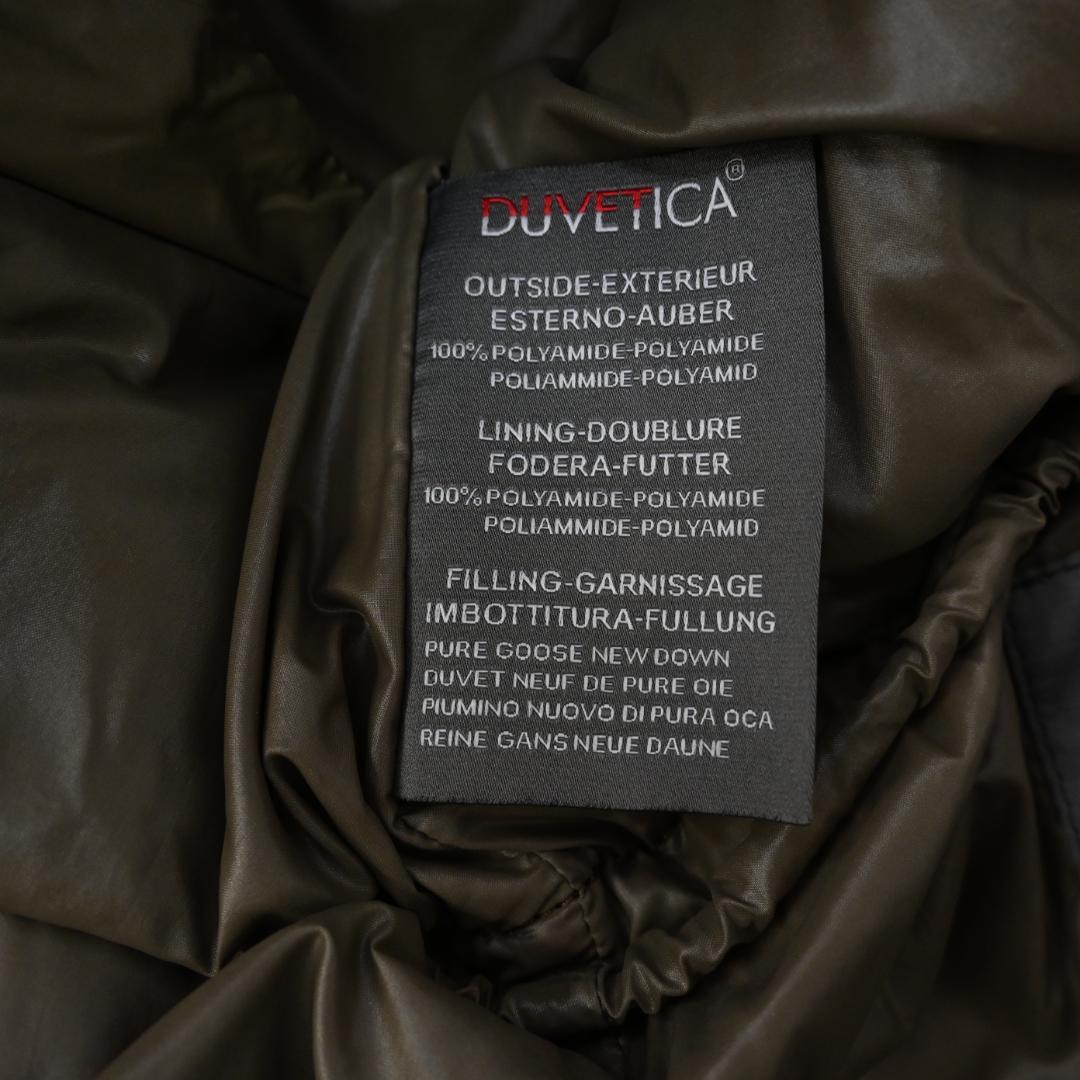 DUVETICA®
OUTSIDE-EXTERIEUR
ESTERNO-AUBER
100% POLYAMIDE-POLYAMIDE
POLIAMMIDE-POLYAMID
LINING-DOUBLURE
FODERA-FUTTER
100% POLYAMIDE-POLYAMIDE
POLIAMMIDE-POLYAMID
FILLING-GARNISSAGE
IMBOTTITURA-FULLUNG
PURE GOOSE NEW DOWN
DUVET NEUF DE PURE OIE
PIUMINO NUOVO DI PURA OCA
REINE GANS NEUE DAUNE